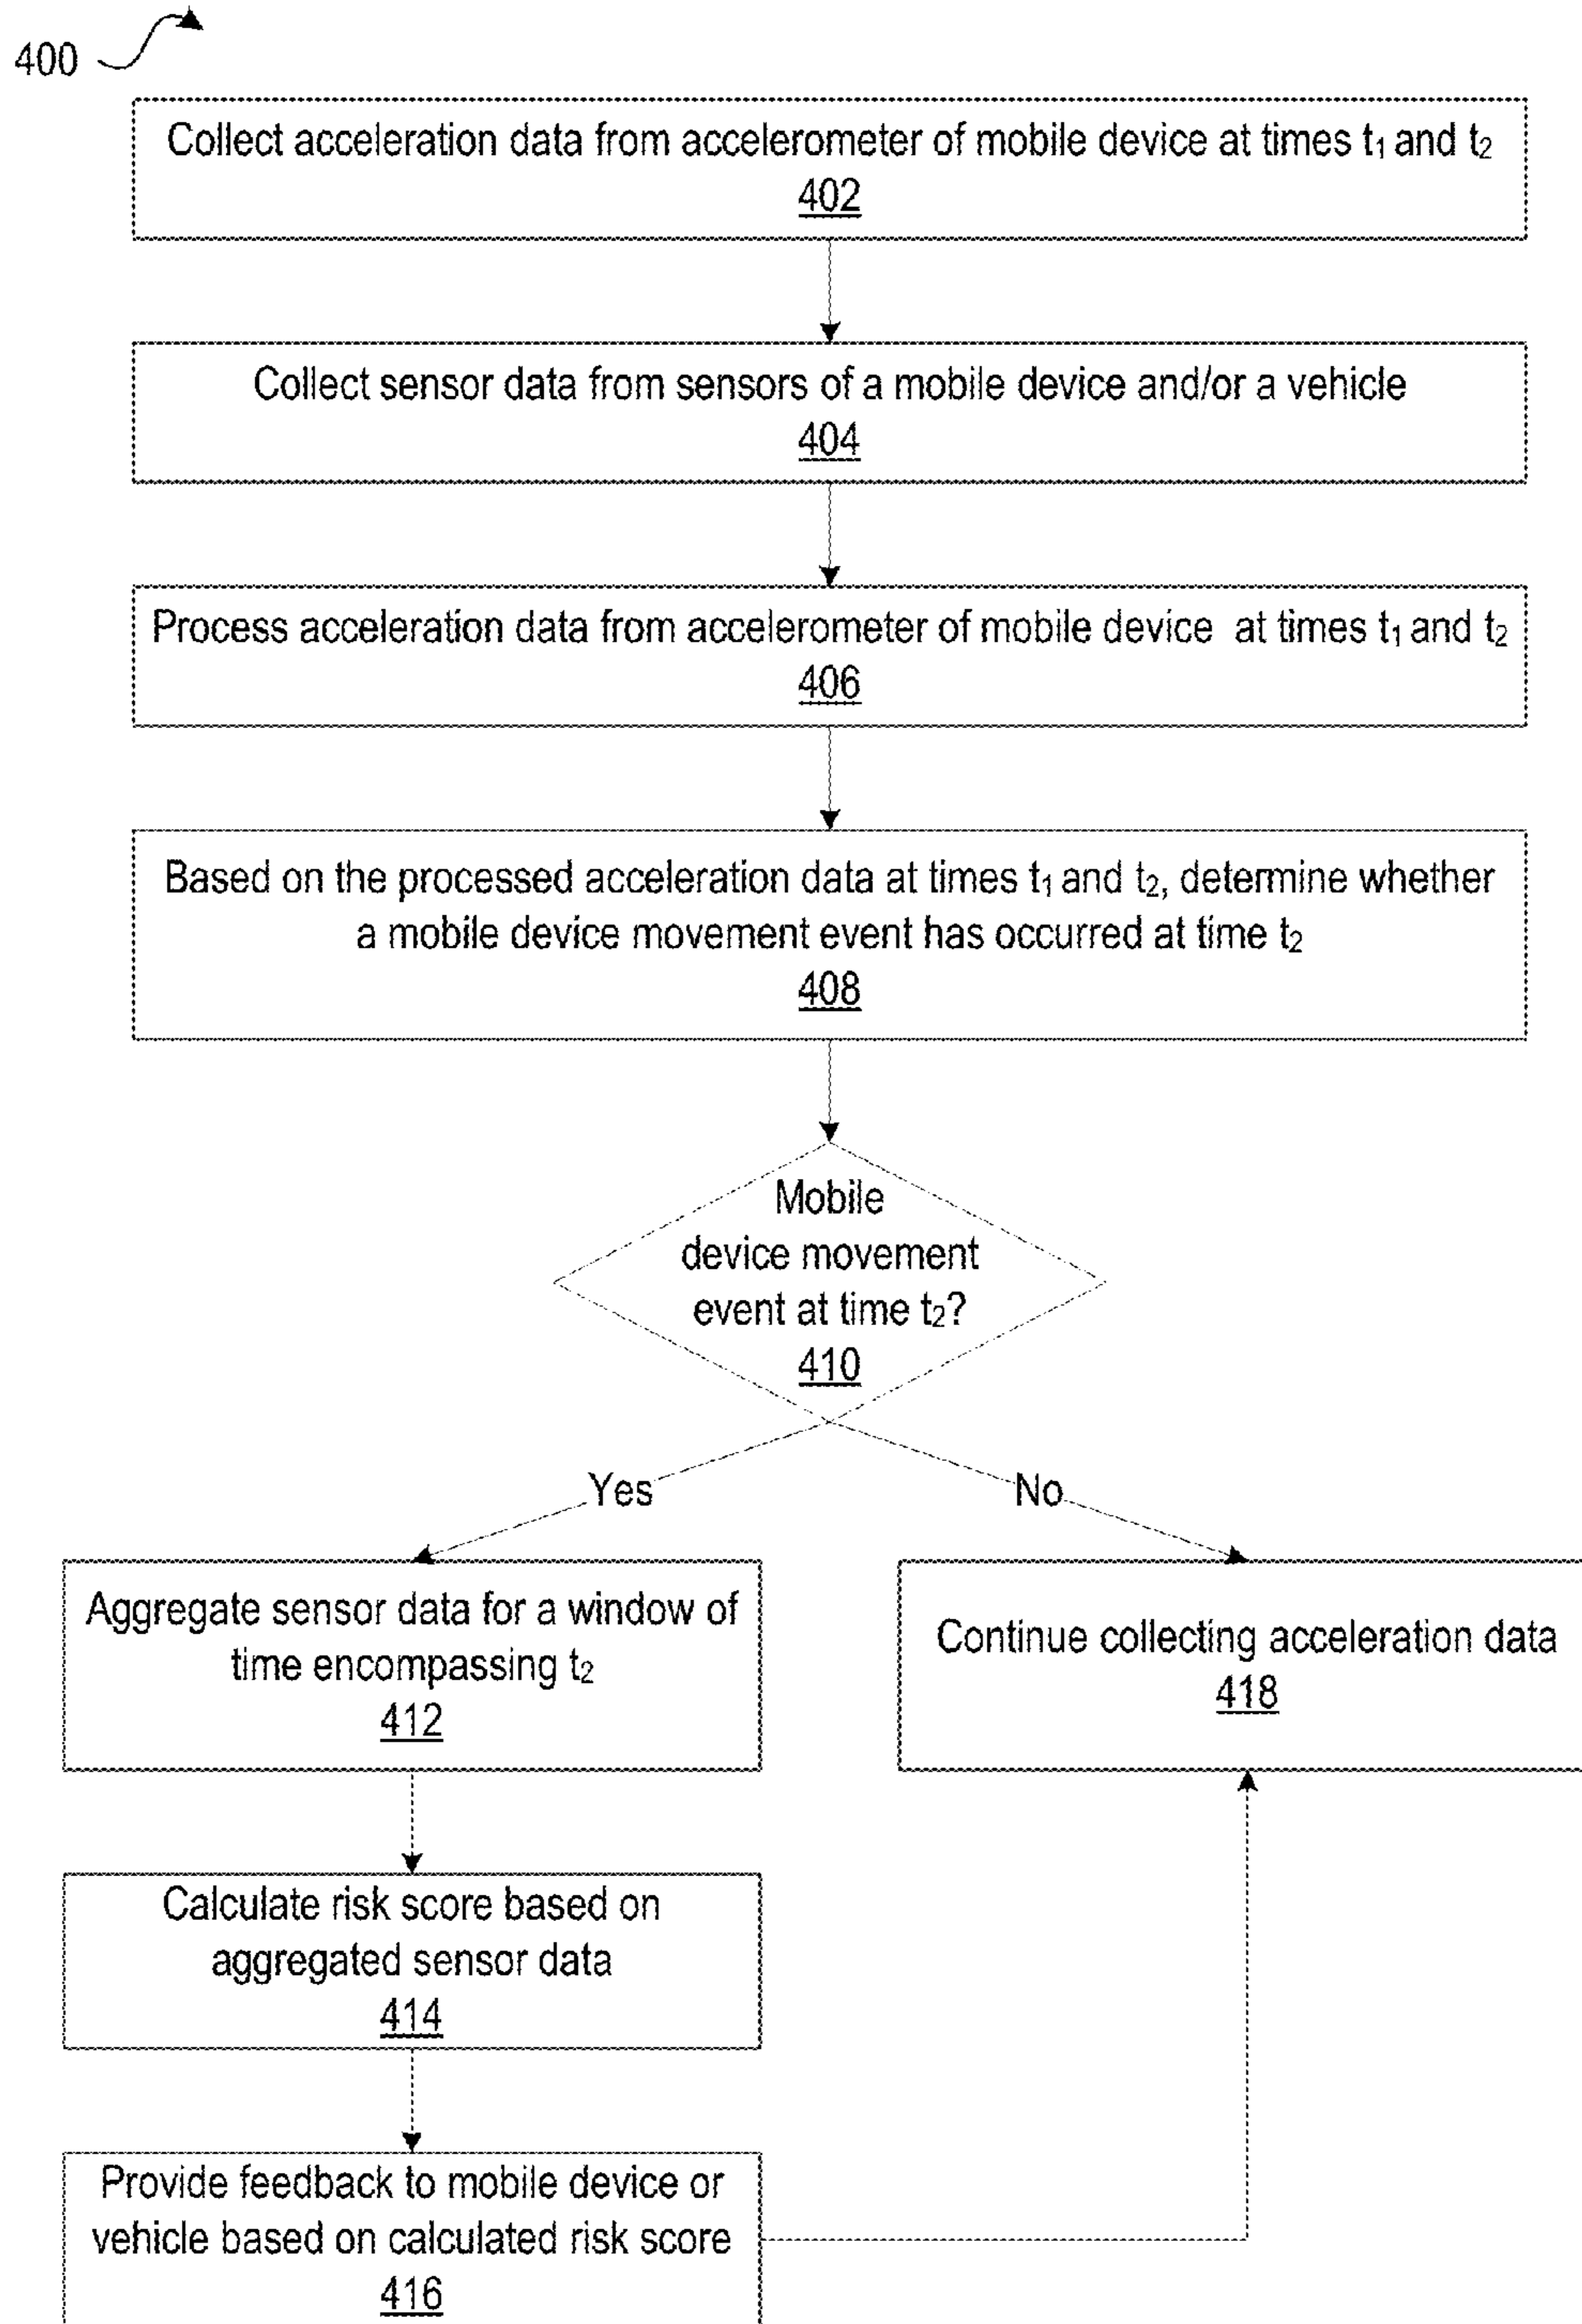 400
Collect acceleration data from accelerometer of mobile device at times t₁ and t₂
402
Collect sensor data from sensors of a mobile device and/or a vehicle
404
Process acceleration data from accelerometer of mobile device at times t₁ and t₂
406
Based on the processed acceleration data at times t₁ and t₂, determine whether
a mobile device movement event has occurred at time t₂
408
Mobile
device movement
event at time t₂?
410
Yes
No
Aggregate sensor data for a window of
time encompassing t₂
412
Continue collecting acceleration data
418
Calculate risk score based on
aggregated sensor data
414
Provide feedback to mobile device or
vehicle based on calculated risk score
416